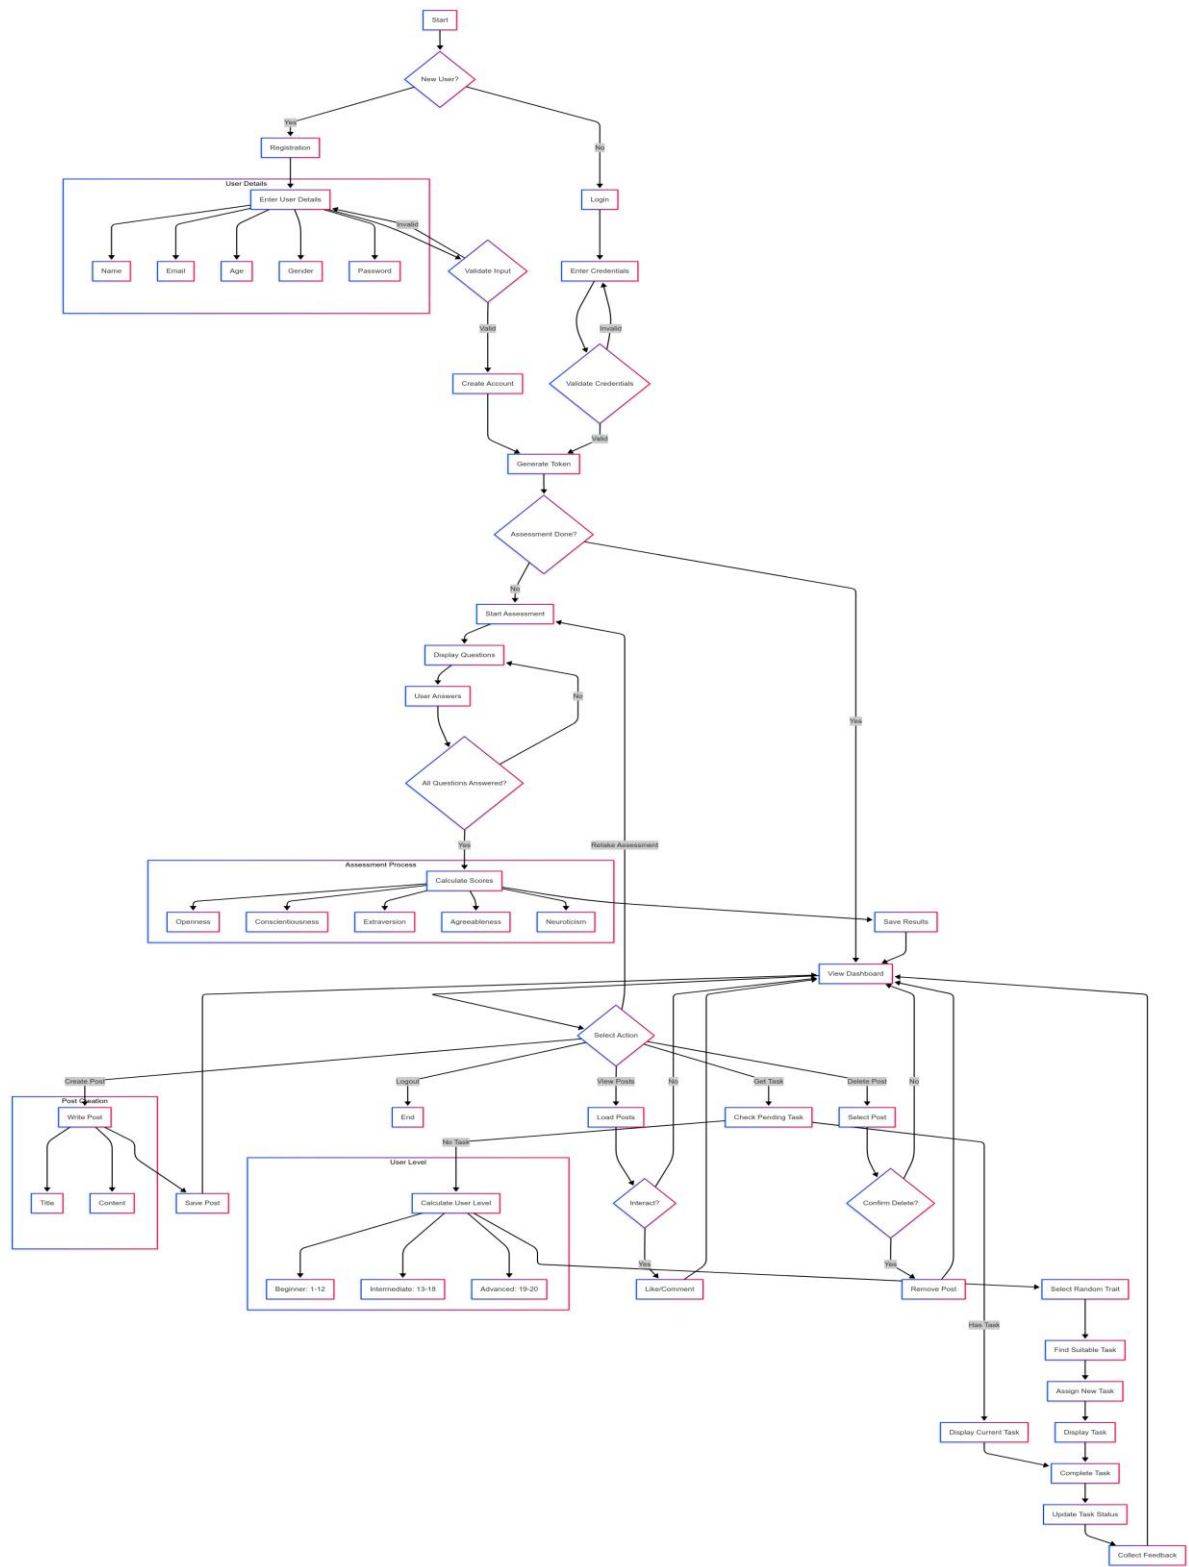 Start
New User?
Yes
Registration
No
User Details
Enter User Details
Login
Invalid
Name
Email
Age
Gender
Password
Validate Input
Enter Credentials
Valid
Invalid
Create Account
Validate Credentials
Valid
Generate Token
Assessment Done?
No
Start Assessment
Display Questions
User Answers
No
Yes
All Questions Answered?
Yes
Retake Assessment
Assessment Process
Calculate Scores
Openness
Conscientiousness
Extraversion
Agreeableness
Neuroticism
Save Results
View Dashboard
Select Action
Create Post
Logout
View Posts
No
Get Task
Delete Post
No
Post Creation
Write Post
End
Load Posts
Check Pending Task
Select Post
No Task
User Level
Title
Content
Save Post
Calculate User Level
Interact?
Confirm Delete?
Yes
Yes
Beginner: 1-12
Intermediate: 13-18
Advanced: 19-20
Like/Comment
Remove Post
Select Random Trait
Has Task
Find Suitable Task
Assign New Task
Display Current Task
Display Task
Complete Task
Update Task Status
Collect Feedback